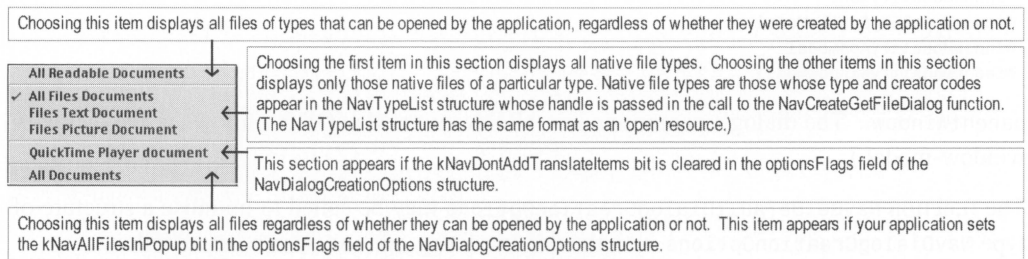 Choosing this item displays all files of types that can be opened by the application, regardless of whether they were created by the application or not.
All Readable Documents
✓ All Files Documents
Files Text Document
Files Picture Document
QuickTime Player document
All Documents
Choosing the first item in this section displays all native file types. Choosing the other items in this section
displays only those native files of a particular type. Native file types are those whose type and creator codes
appear in the NavTypeList structure whose handle is passed in the call to the NavCreateGetFileDialog function.
(The NavTypeList structure has the same format as an 'open' resource.)
This section appears if the kNavDontAddTranslateItems bit is cleared in the optionsFlags field of the
NavDialogCreationOptions structure.
Choosing this item displays all files regardless of whether they can be opened by the application or not. This item appears if your application sets
the kNavAllFilesInPopup bit in the optionsFlags field of the NavDialogCreationOptions structure.